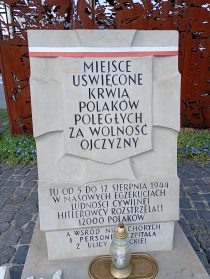 MIEJSCE
UŚWIĘCONE
KRWIĄ
POLAKÓW
POLEGŁYCH
ZA WOLNOŚĆ
OJCZYZNY
TU OD 5 DO 12 SIERPNIA 1944
W MASOWYCH EGZEKUCJACH
LUDNOŚCI CYWILNEJ
HITLEROWCY ROZSTRZELALI
12000 POLAKÓW
A WŚRÓD NICH CHORYCH
I PERSONEL SZPITALA
Z ULICY